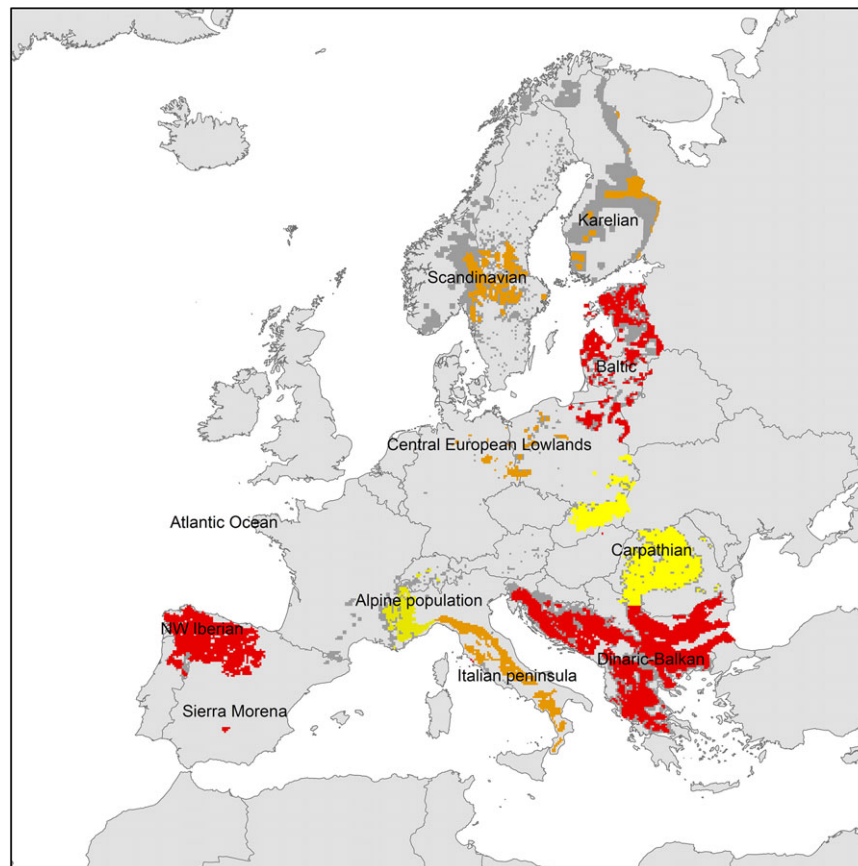 Karelian
Scandinavian
Baltic
Central European Lowlands
Atlantic Ocean
Carpathian
Alpine population
NW Iberian
Dinaric-Balkan
Italian peninsula
Sierra Morena